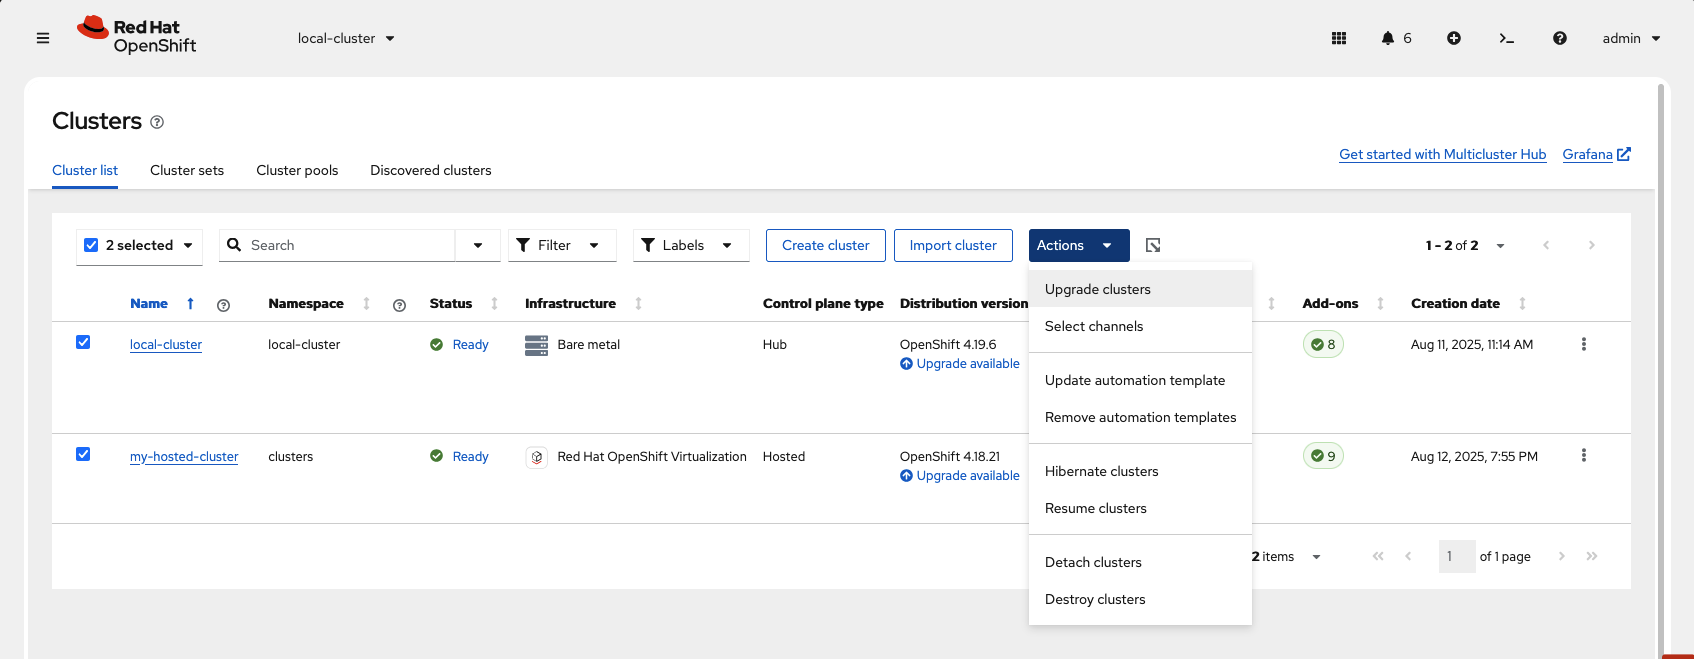 Red Hat
OpenShift
local-cluster
6
admin
Clusters
Get started with Multicluster Hub Grafana
Cluster list Cluster sets Cluster pools Discovered clusters
2 selected Search Filter Labels Create cluster Import cluster Actions 1 - 2 of 2
Name Namespace Status Infrastructure Control plane type Distribution version Add-ons Creation date
local-cluster local-cluster Ready Bare metal Hub OpenShift 4.19.6 8 Aug 11, 2025, 11:14 AM
Upgrade available
my-hosted-cluster clusters Ready Red Hat OpenShift Virtualization Hosted OpenShift 4.18.21 9 Aug 12, 2025, 7:55 PM
Upgrade available
Upgrade clusters
Select channels
Update automation template
Remove automation templates
Hibernate clusters
Resume clusters
Detach clusters
Destroy clusters
2 items 1 of 1 page